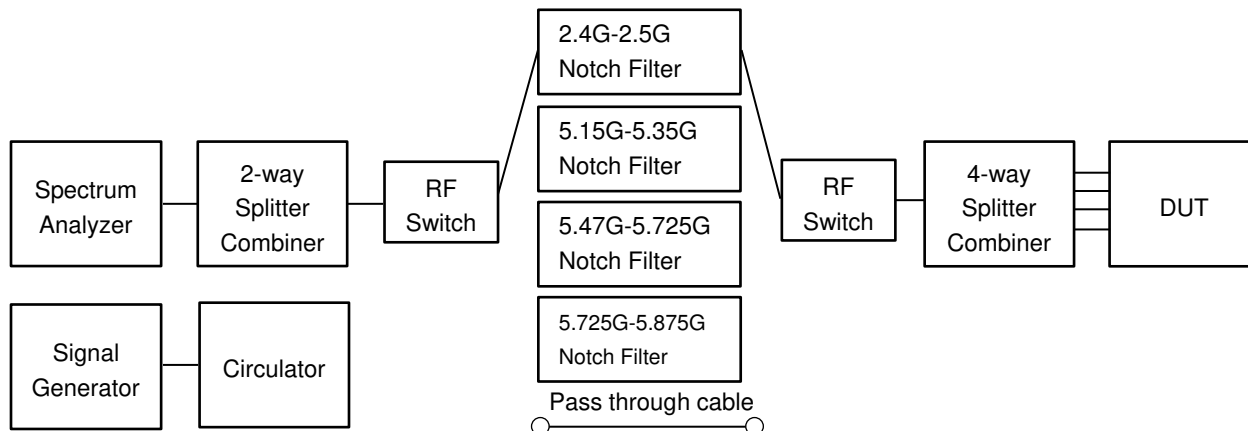 2.4G-2.5G
Notch Filter
5.15G-5.35G
Notch Filter
Spectrum
Analyzer
2-way
Splitter
Combiner
RF
Switch
RF
Switch
4-way
Splitter
Combiner
DUT
5.47G-5.725G
Notch Filter
Signal
Generator
Circulator
5.725G-5.875G
Notch Filter
Pass through cable